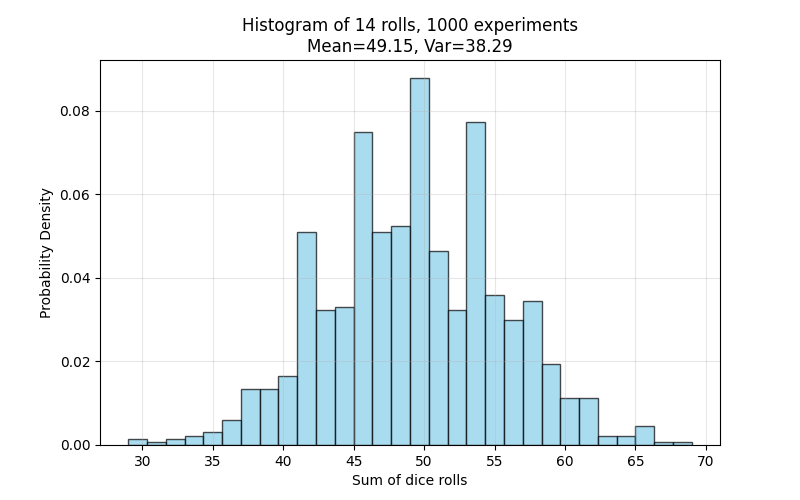 Histogram of 14 rolls, 1000 experiments
Mean=49.15, Var=38.29
0.08
0.06
0.04
0.02
0.00
Probability Density
30 35 40 45 50 55 60 65 70
Sum of dice rolls